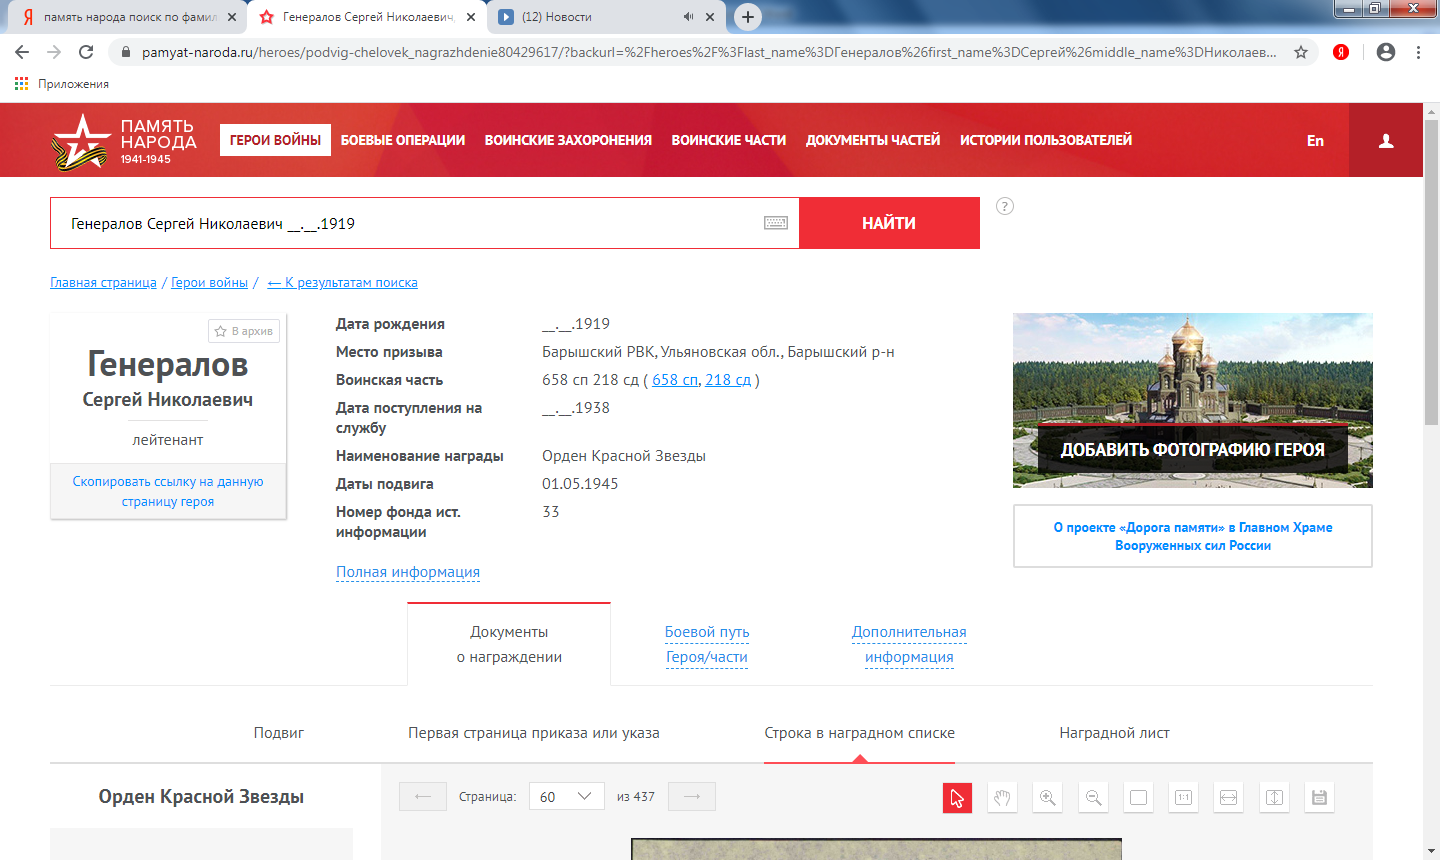 память народа поиск по фамил
Генералов Сергей Николаевич,
(12) Новости
pamyat-naroda.ru/heroes/podvig-chelovek_nagrazhdenie80429617/?backurl=%2Fheroes%2F%3Flast_name%3DГенералов%26first_name%3DСергей%26middle_name%3DНиколаев...
Приложения
ПАМЯТЬ
НАРОДА
1941-1945
ГЕРОИ ВОЙНЫ
БОЕВЫЕ ОПЕРАЦИИ
ВОИНСКИЕ ЗАХОРОНЕНИЯ
ВОИНСКИЕ ЧАСТИ
ДОКУМЕНТЫ ЧАСТЕЙ
ИСТОРИИ ПОЛЬЗОВАТЕЛЕЙ
En
Генералов Сергей Николаевич __.__.1919
НАЙТИ
?
Главная страница / Герои войны / ← К результатам поиска
В архив
Генералов
Сергей Николаевич
лейтенант
Скопировать ссылку на данную
страницу героя
Дата рождения __.__.1919
Место призыва Барышский РВК, Ульяновская обл., Барышский р-н
Воинская часть 658 сп 218 сд ( 658 сп, 218 сд )
Дата поступления на __.__.1938
службу
Наименование награды Орден Красной Звезды
Даты подвига 01.05.1945
Номер фонда ист. 33
информации
Полная информация
ДОБАВИТЬ ФОТОГРАФИЮ ГЕРОЯ
О проекте «Дорога памяти» в Главном Храме
Вооруженных сил России
Документы
о награждении
Боевой путь
Героя/части
Дополнительная
информация
Подвиг
Первая страница приказа или указа
Строка в наградном списке
Наградной лист
Орден Красной Звезды
← Страница: 60 из 437 →
1:1